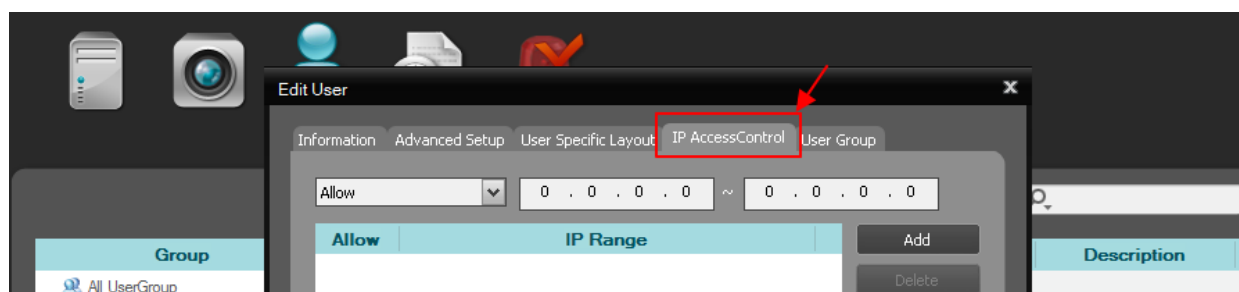 Edit User x
Information Advanced Setup User Specific Layout IP AccessControl User Group
Allow 0 . 0 . 0 . 0 ~ 0 . 0 . 0 . 0
Allow IP Range Add
Group Description
All UserGroup Delete